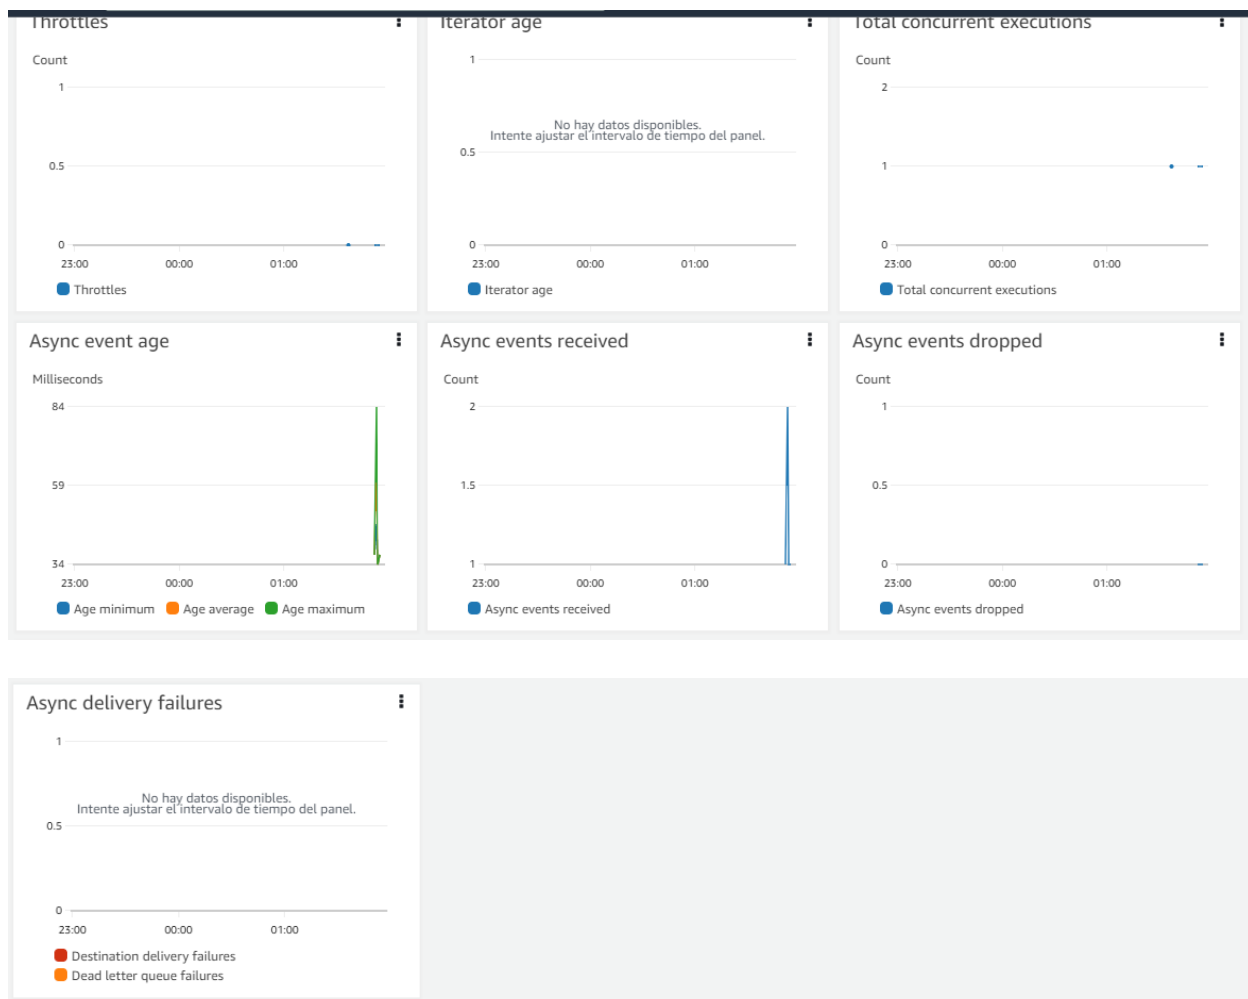 Throttles
Count
1
0.5
0
23:00 00:00 01:00
Throttles
Iterator age
1
No hay datos disponibles.
Intente ajustar el intervalo de tiempo del panel.
0.5
0
23:00 00:00 01:00
Iterator age
Total concurrent executions
Count
2
1
0
23:00 00:00 01:00
Total concurrent executions
Async event age
Milliseconds
84
59
34
23:00 00:00 01:00
Age minimum Age average Age maximum
Async events received
Count
2
1.5
1
23:00 00:00 01:00
Async events received
Async events dropped
Count
1
0.5
0
23:00 00:00 01:00
Async events dropped
Async delivery failures
1
No hay datos disponibles.
Intente ajustar el intervalo de tiempo del panel.
0.5
0
23:00 00:00 01:00
Destination delivery failures
Dead letter queue failures